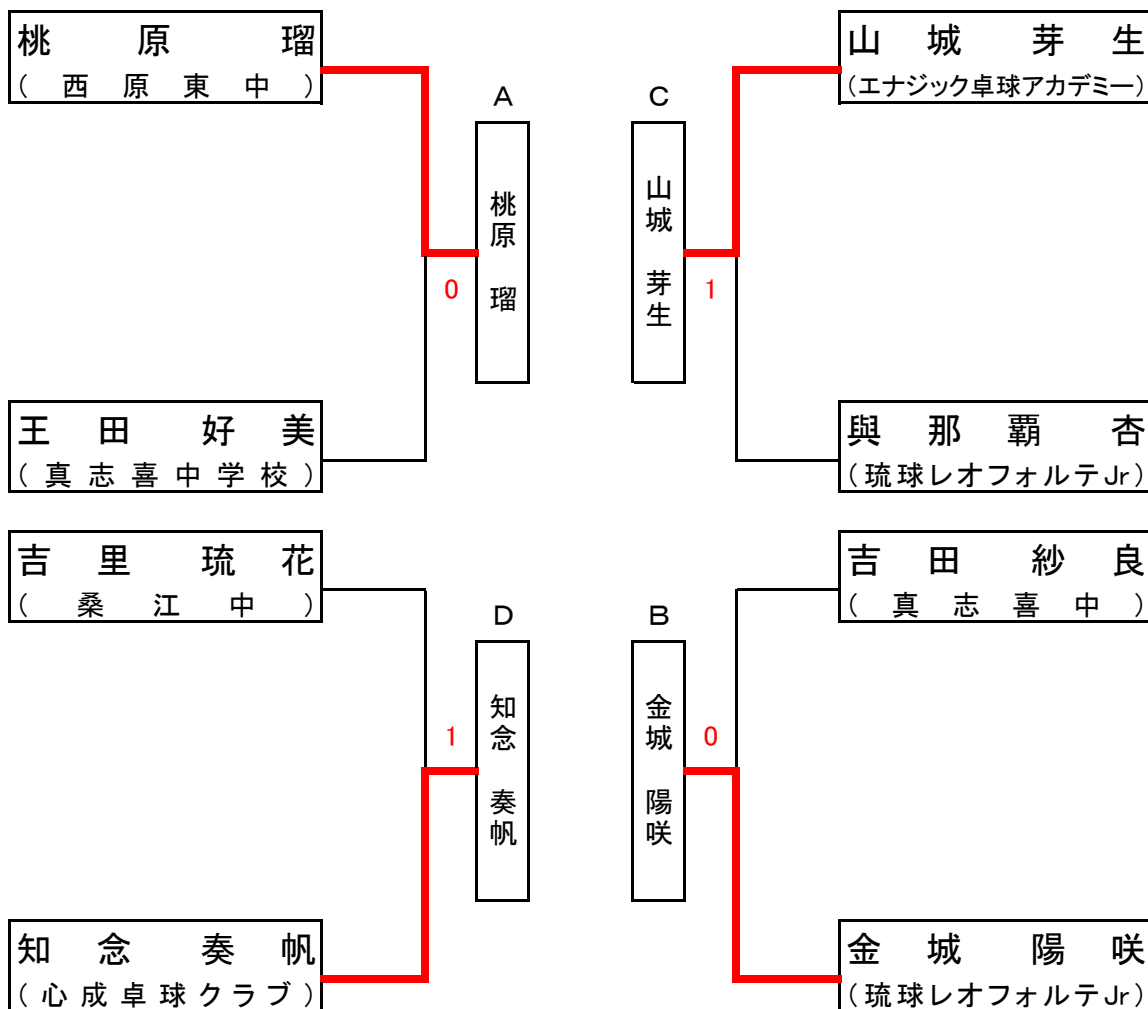 桃原 瑠
(西原東中)
山城 芽生
(エナジック卓球アカデミー)
A
C
桃原 瑠
山城 芽生
0
1
王田 好美
(真志喜中学校)
與那覇 杏
(琉球レオフォルテJr)
吉里 琉花
(桑江中)
吉田 紗良
(真志喜中)
D
B
知念 奏帆
金城 陽咲
1
0
知念 奏帆
(心成卓球クラブ)
金城 陽咲
(琉球レオフォルテJr)